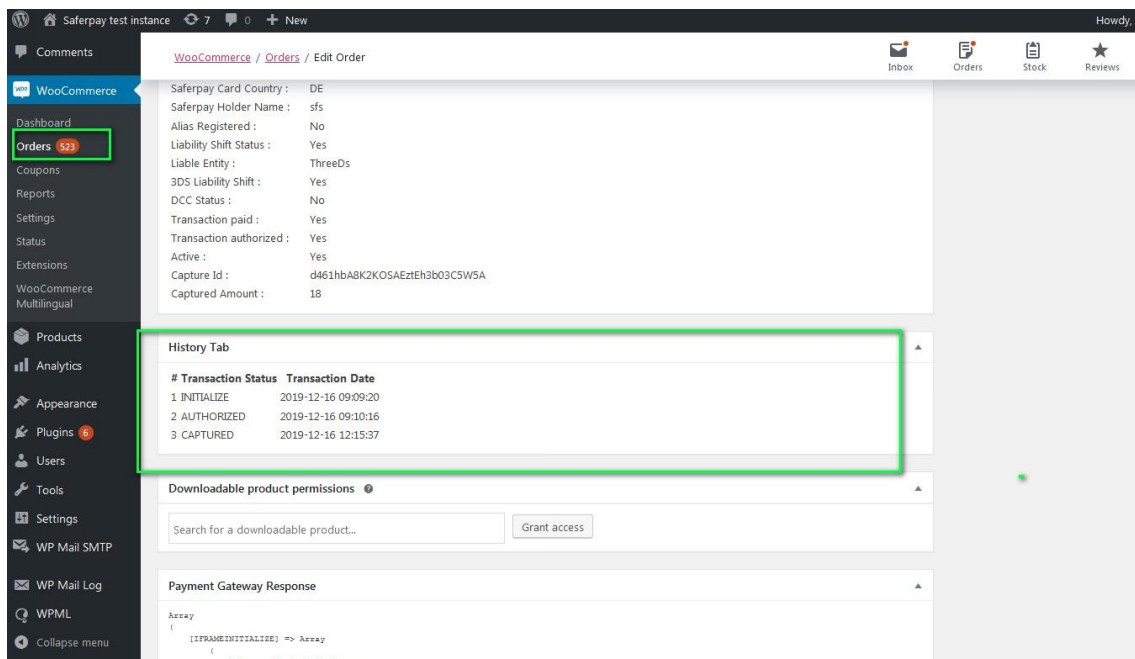 Saferpay test instance 7 0 + New Howdy,
Comments
WooCommerce
Dashboard
Orders 523
Coupons
Reports
Settings
Status
Extensions
WooCommerce
Multilingual
Products
Analytics
Appearance
Plugins 6
Users
Tools
Settings
WP Mail SMTP
WP Mail Log
WPML
Collapse menu
WooCommerce / Orders / Edit Order
Inbox Orders Stock Reviews
Saferpay Card Country : DE
Saferpay Holder Name : sfs
Alias Registered : No
Liability Shift Status : Yes
Liable Entity : ThreeDs
3DS Liability Shift : Yes
DCC Status : No
Transaction paid : Yes
Transaction authorized : Yes
Active : Yes
Capture Id : d461hbA8K2KOSAEztEh3b03C5W5A
Captured Amount : 18
History Tab
# Transaction Status Transaction Date
1 INITIALIZE 2019-12-16 09:09:20
2 AUTHORIZED 2019-12-16 09:10:16
3 CAPTURED 2019-12-16 12:15:37
Downloadable product permissions
Search for a downloadable product... Grant access
Payment Gateway Response
Array
(
[IFRAMEINITIALIZE] => Array
(